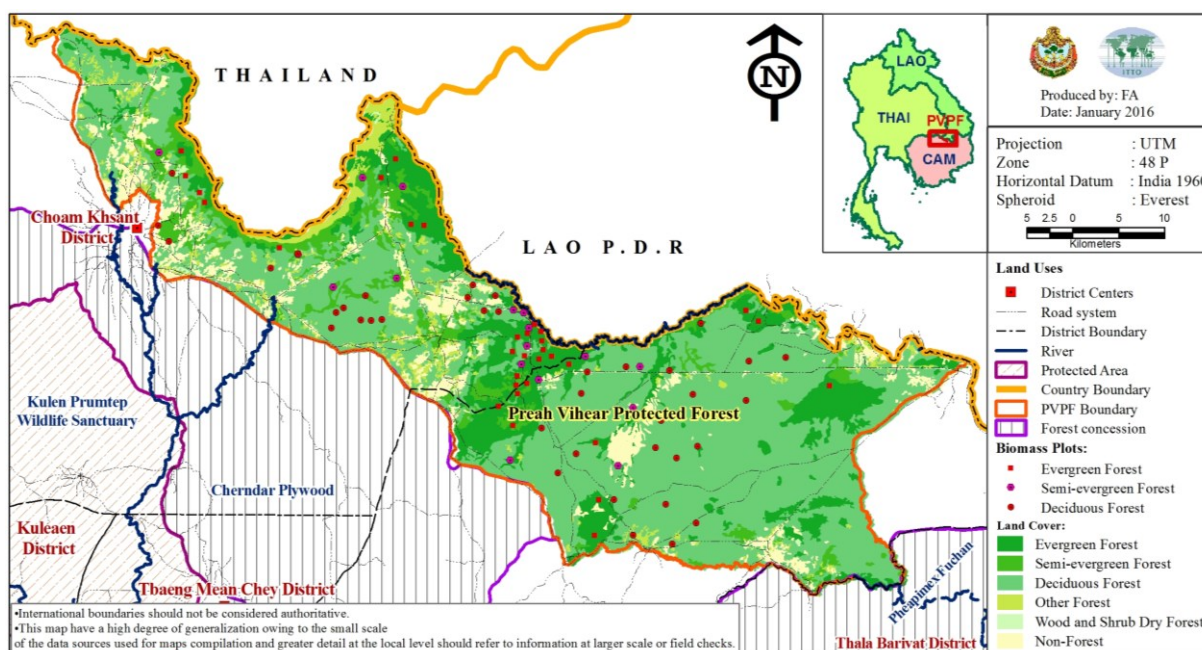 THAILAND
LAO P.D.R
N
Choam Khsant
District
Kulen Prumtep
Wildlife Sanctuary
Preah Vihear Protected Forest
Cherndar Plywood
Kuleaen
District
Tbaeng Mean Chey District
Pheapimex Fuchan
Thala Barivat District
•International boundaries should not be considered authoritative.
•This map have a high degree of generalization owing to the small scale
of the data sources used for maps compilation and greater detail at the local level should refer to information at larger scale or field checks.
LAO
THAI
PVPF
CAM
ITTO
Produced by: FA
Date: January 2016
Projection : UTM
Zone : 48 P
Horizontal Datum : India 1960
Spheroid : Everest
5 2.5 0 5 10
Kilometers
Land Uses
District Centers
Road system
District Boundary
River
Protected Area
Country Boundary
PVPF Boundary
Forest concession
Biomass Plots:
Evergreen Forest
Semi-evergreen Forest
Deciduous Forest
Land Cover:
Evergreen Forest
Semi-evergreen Forest
Deciduous Forest
Other Forest
Wood and Shrub Dry Forest
Non-Forest